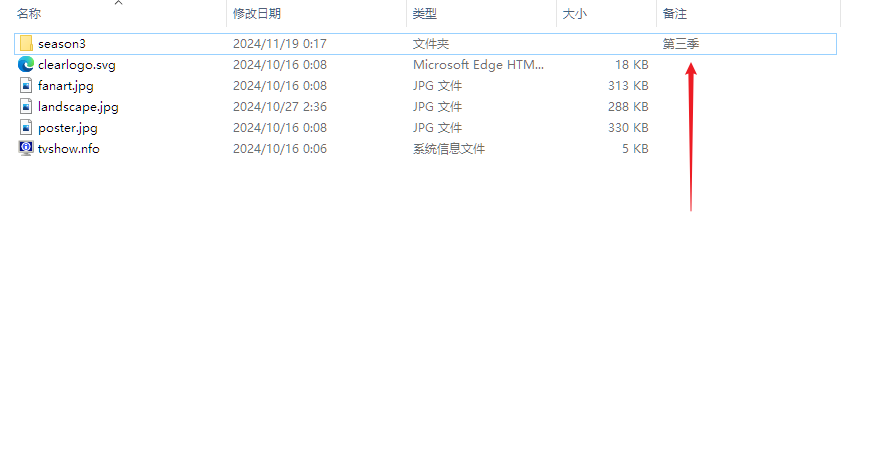 名称 修改日期 类型 大小 备注
season3 2024/11/19 0:17 文件夹 第三季
clearlogo.svg 2024/10/16 0:08 Microsoft Edge HTM... 18 KB
fanart.jpg 2024/10/16 0:08 JPG 文件 313 KB
landscape.jpg 2024/10/27 2:36 JPG 文件 288 KB
poster.jpg 2024/10/16 0:08 JPG 文件 330 KB
tvshow.nfo 2024/10/16 0:06 系统信息文件 5 KB